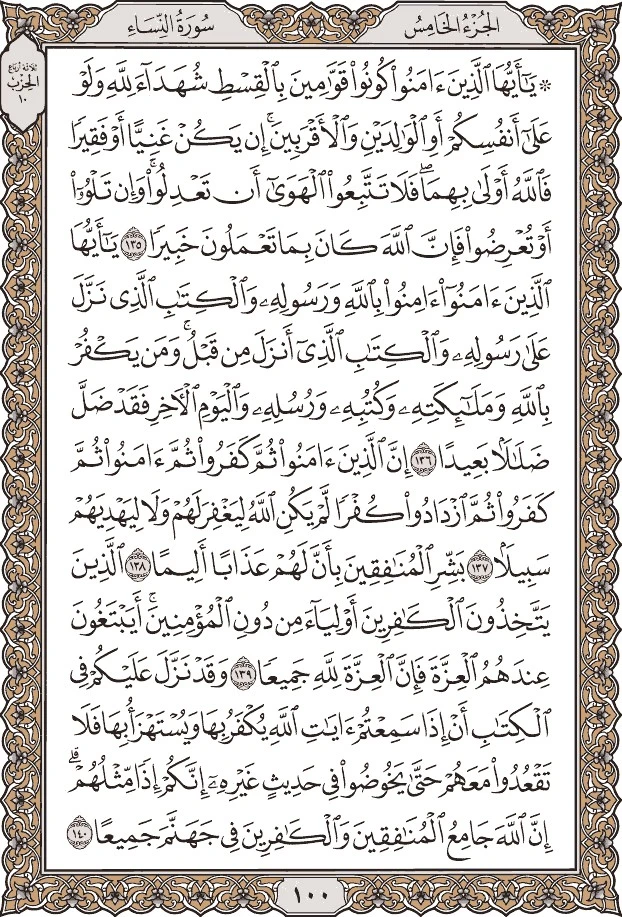 الجُزْءُ الخَامِسُ
سُورَةُ النِّسَاءِ
ثلاثة أرباع
الحِزْب
١٠
۞ يَٰٓأَيُّهَا ٱلَّذِينَ ءَامَنُوا۟ كُونُوا۟ قَوَّٰمِينَ بِٱلْقِسْطِ شُهَدَآءَ لِلَّهِ وَلَوْ
عَلَىٰٓ أَنفُسِكُمْ أَوِ ٱلْوَٰلِدَيْنِ وَٱلْأَقْرَبِينَ ۚ إِن يَكُنْ غَنِيًّا أَوْ فَقِيرًا
فَٱللَّهُ أَوْلَىٰ بِهِمَا ۖ فَلَا تَتَّبِعُوا۟ ٱلْهَوَىٰٓ أَن تَعْدِلُوا۟ ۚ وَإِن تَلْوُۥٓا۟
أَوْ تُعْرِضُوا۟ فَإِنَّ ٱللَّهَ كَانَ بِمَا تَعْمَلُونَ خَبِيرًا ١٣٥ يَٰٓأَيُّهَا
ٱلَّذِينَ ءَامَنُوٓا۟ ءَامِنُوا۟ بِٱللَّهِ وَرَسُولِهِۦ وَٱلْكِتَٰبِ ٱلَّذِى نَزَّلَ
عَلَىٰ رَسُولِهِۦ وَٱلْكِتَٰبِ ٱلَّذِىٓ أَنزَلَ مِن قَبْلُ ۚ وَمَن يَكْفُرْ
بِٱللَّهِ وَمَلَٰٓئِكَتِهِۦ وَكُتُبِهِۦ وَرُسُلِهِۦ وَٱلْيَوْمِ ٱلْءَاخِرِ فَقَدْ ضَلَّ
ضَلَٰلًۢا بَعِيدًا ١٣٦ إِنَّ ٱلَّذِينَ ءَامَنُوا۟ ثُمَّ كَفَرُوا۟ ثُمَّ ءَامَنُوا۟ ثُمَّ
كَفَرُوا۟ ثُمَّ ٱزْدَادُوا۟ كُفْرًا لَّمْ يَكُنِ ٱللَّهُ لِيَغْفِرَ لَهُمْ وَلَا لِيَهْدِيَهُمْ
سَبِيلًۢا ١٣٧ بَشِّرِ ٱلْمُنَٰفِقِينَ بِأَنَّ لَهُمْ عَذَابًا أَلِيمًا ١٣٨ ٱلَّذِينَ
يَتَّخِذُونَ ٱلْكَٰفِرِينَ أَوْلِيَآءَ مِن دُونِ ٱلْمُؤْمِنِينَ ۚ أَيَبْتَغُونَ
عِندَهُمُ ٱلْعِزَّةَ فَإِنَّ ٱلْعِزَّةَ لِلَّهِ جَمِيعًا ١٣٩ وَقَدْ نَزَّلَ عَلَيْكُمْ فِى
ٱلْكِتَٰبِ أَنْ إِذَا سَمِعْتُمْ ءَايَٰتِ ٱللَّهِ يُكْفَرُ بِهَا وَيُسْتَهْزَأُ بِهَا فَلَا
تَقْعُدُوا۟ مَعَهُمْ حَتَّىٰ يَخُوضُوا۟ فِى حَدِيثٍ غَيْرِهِۦٓ ۚ إِنَّكُمْ إِذًا مِّثْلُهُمْ ۗ
إِنَّ ٱللَّهَ جَامِعُ ٱلْمُنَٰفِقِينَ وَٱلْكَٰفِرِينَ فِى جَهَنَّمَ جَمِيعًا ١٤٠
١٠٠